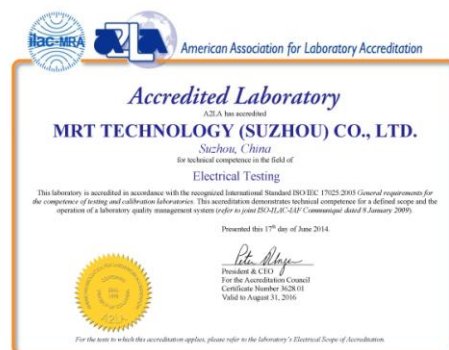 ilac-MRA
A2LA
American Association for Laboratory Accreditation
Accredited Laboratory
A2LA has accredited
MRT TECHNOLOGY (SUZHOU) CO., LTD.
Suzhou, China
for technical competence in the field of
Electrical Testing
This laboratory is accredited in accordance with the recognized International Standard ISO/IEC 17025:2005 General requirements for
the competence of testing and calibration laboratories. This accreditation demonstrates technical competence for a defined scope and the
operation of a laboratory quality management system (refer to joint ISO-ILAC-IAF Communiqué dated 8 January 2009).
Presented this 17th day of June 2014.
President & CEO
For the Accreditation Council
Certificate Number 3628.01
Valid to August 31, 2016
A2LA
For the tests to which this accreditation applies, please refer to the laboratory's Electrical Scope of Accreditation.